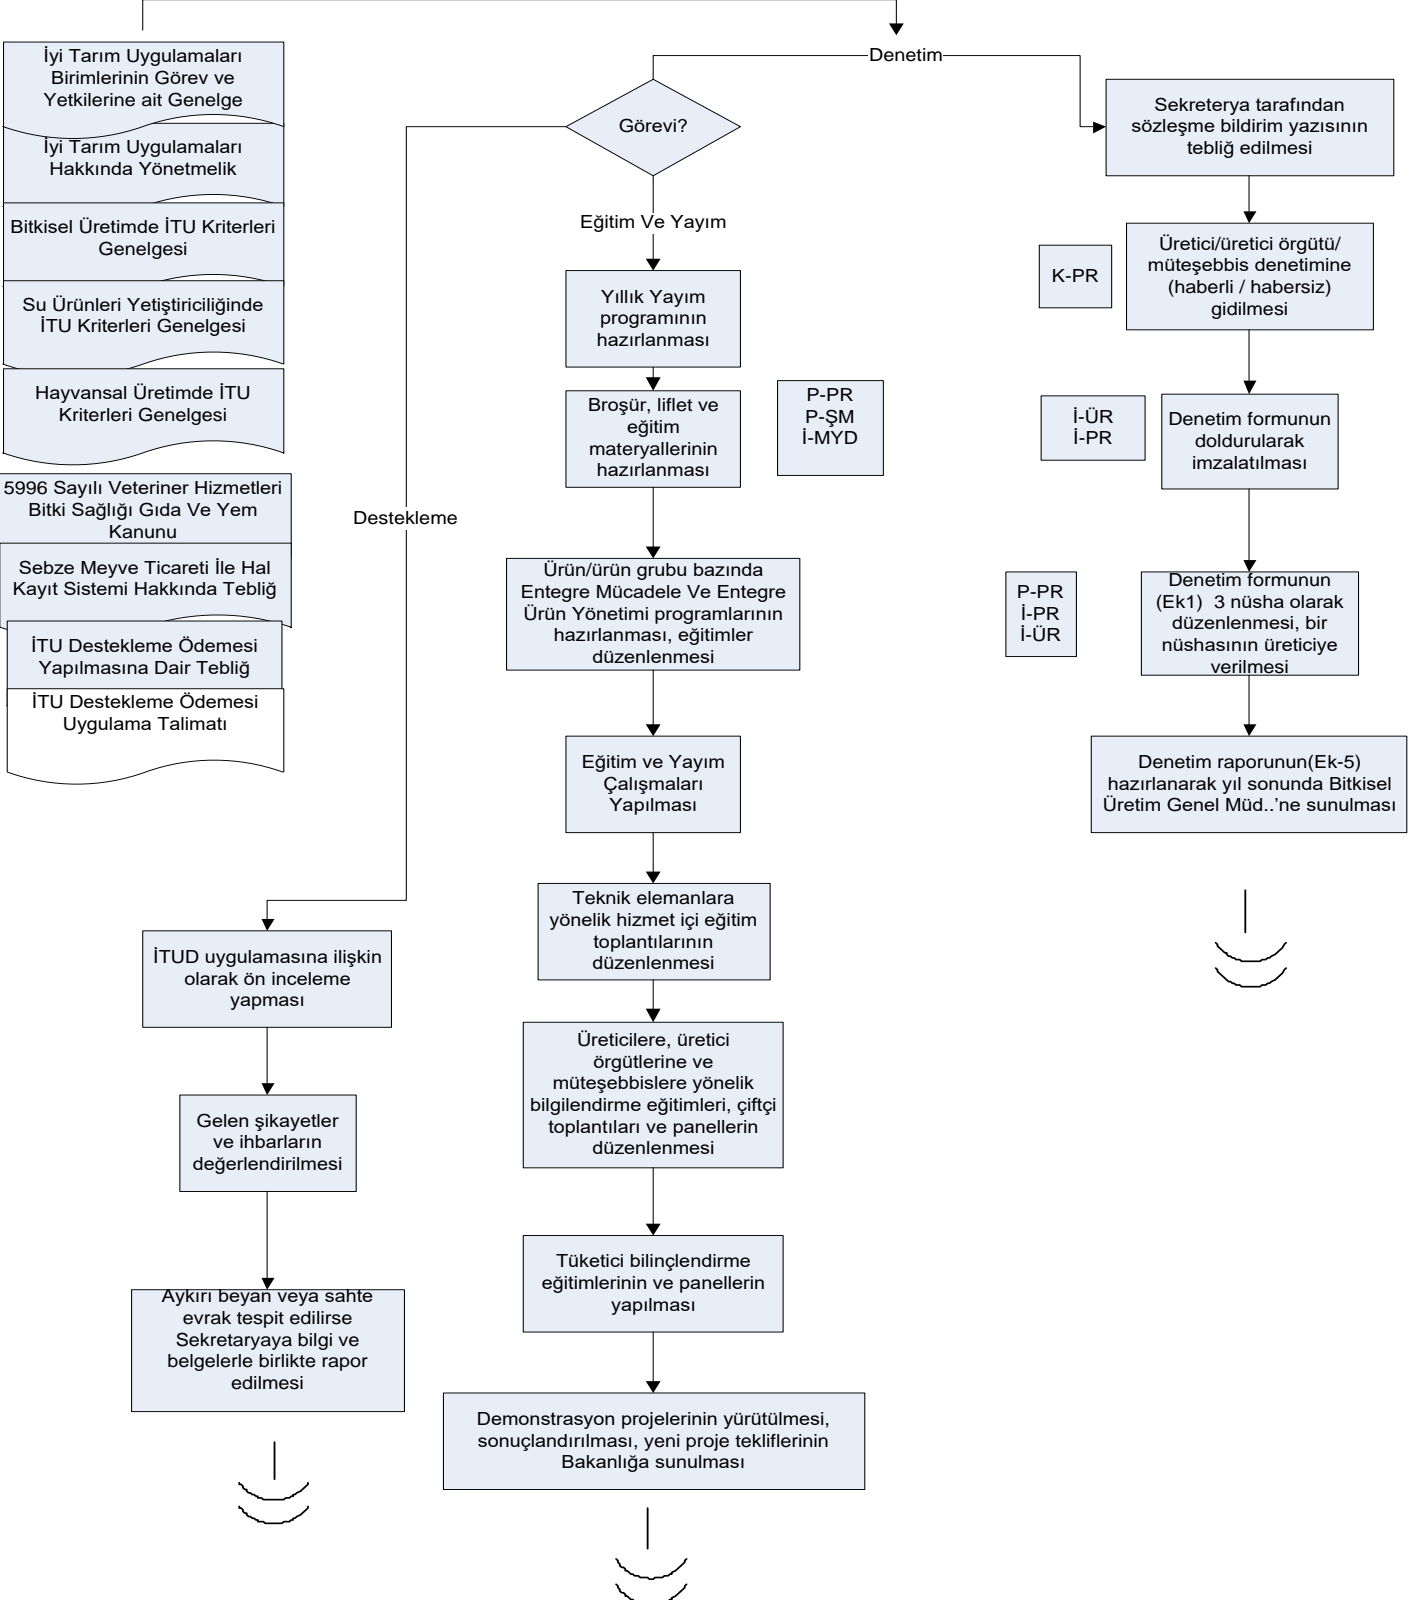 İyi Tarım Uygulamaları
Birimlerinin Görev ve
Yetkilerine ait Genelge
İyi Tarım Uygulamaları
Hakkında Yönetmelik
Bitkisel Üretimde İTU Kriterleri
Genelgesi
Su Ürünleri Yetiştiriciliğinde
İTU Kriterleri Genelgesi
Hayvansal Üretimde İTU
Kriterleri Genelgesi
5996 Sayılı Veteriner Hizmetleri
Bitki Sağlığı Gıda Ve Yem
Kanunu
Sebze Meyve Ticareti İle Hal
Kayıt Sistemi Hakkında Tebliğ
İTU Destekleme Ödemesi
Yapılmasına Dair Tebliğ
İTU Destekleme Ödemesi
Uygulama Talimatı
Görevi?
Destekleme
İTUD uygulamasına ilişkin
olarak ön inceleme
yapması
Gelen şikayetler
ve ihbarların
değerlendirilmesi
Aykırı beyan veya sahte
evrak tespit edilirse
Sekretaryaya bilgi ve
belgelerle birlikte rapor
edilmesi
Eğitim Ve Yayım
Yıllık Yayım
programının
hazırlanması
Broşür, liflet ve
eğitim
materyallerinin
hazırlanması
P-PR
P-ŞM
İ-MYD
Ürün/ürün grubu bazında
Entegre Mücadele Ve Entegre
Ürün Yönetimi programlarının
hazırlanması, eğitimler
düzenlenmesi
Eğitim ve Yayım
Çalışmaları
Yapılması
Teknik elemanlara
yönelik hizmet içi eğitim
toplantılarının
düzenlenmesi
Üreticilere, üretici
örgütlerine ve
müteşebbislere yönelik
bilgilendirme eğitimleri, çiftçi
toplantıları ve panellerin
düzenlenmesi
Tüketici bilinçlendirme
eğitimlerinin ve panellerin
yapılması
Demonstrasyon projelerinin yürütülmesi,
sonuçlandırılması, yeni proje tekliflerinin
Bakanlığa sunulması
Denetim
Sekreterya tarafından
sözleşme bildirim yazısının
tebliğ edilmesi
K-PR
Üretici/üretici örgütü/
müteşebbis denetimine
(haberli / habersiz)
gidilmesi
İ-ÜR
İ-PR
Denetim formunun
doldurularak
imzalatılması
P-PR
İ-PR
İ-ÜR
Denetim formunun
(Ek1) 3 nüsha olarak
düzenlenmesi, bir
nüshasının üreticiye
verilmesi
Denetim raporunun(Ek-5)
hazırlanarak yıl sonunda Bitkisel
Üretim Genel Müd..’ne sunulması